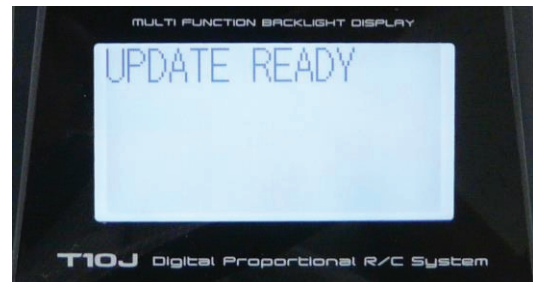 MULTI FUNCTION BACKLIGHT DISPLAY
UPDATE READY
T10J Digital Proportional R/C System